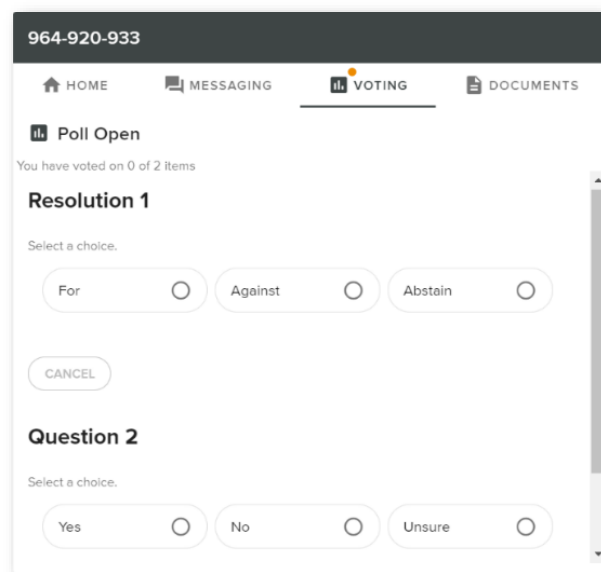 964-920-933
HOME MESSAGING VOTING DOCUMENTS
Poll Open
You have voted on 0 of 2 items
Resolution 1
Select a choice.
For Against Abstain
CANCEL
Question 2
Select a choice.
Yes No Unsure